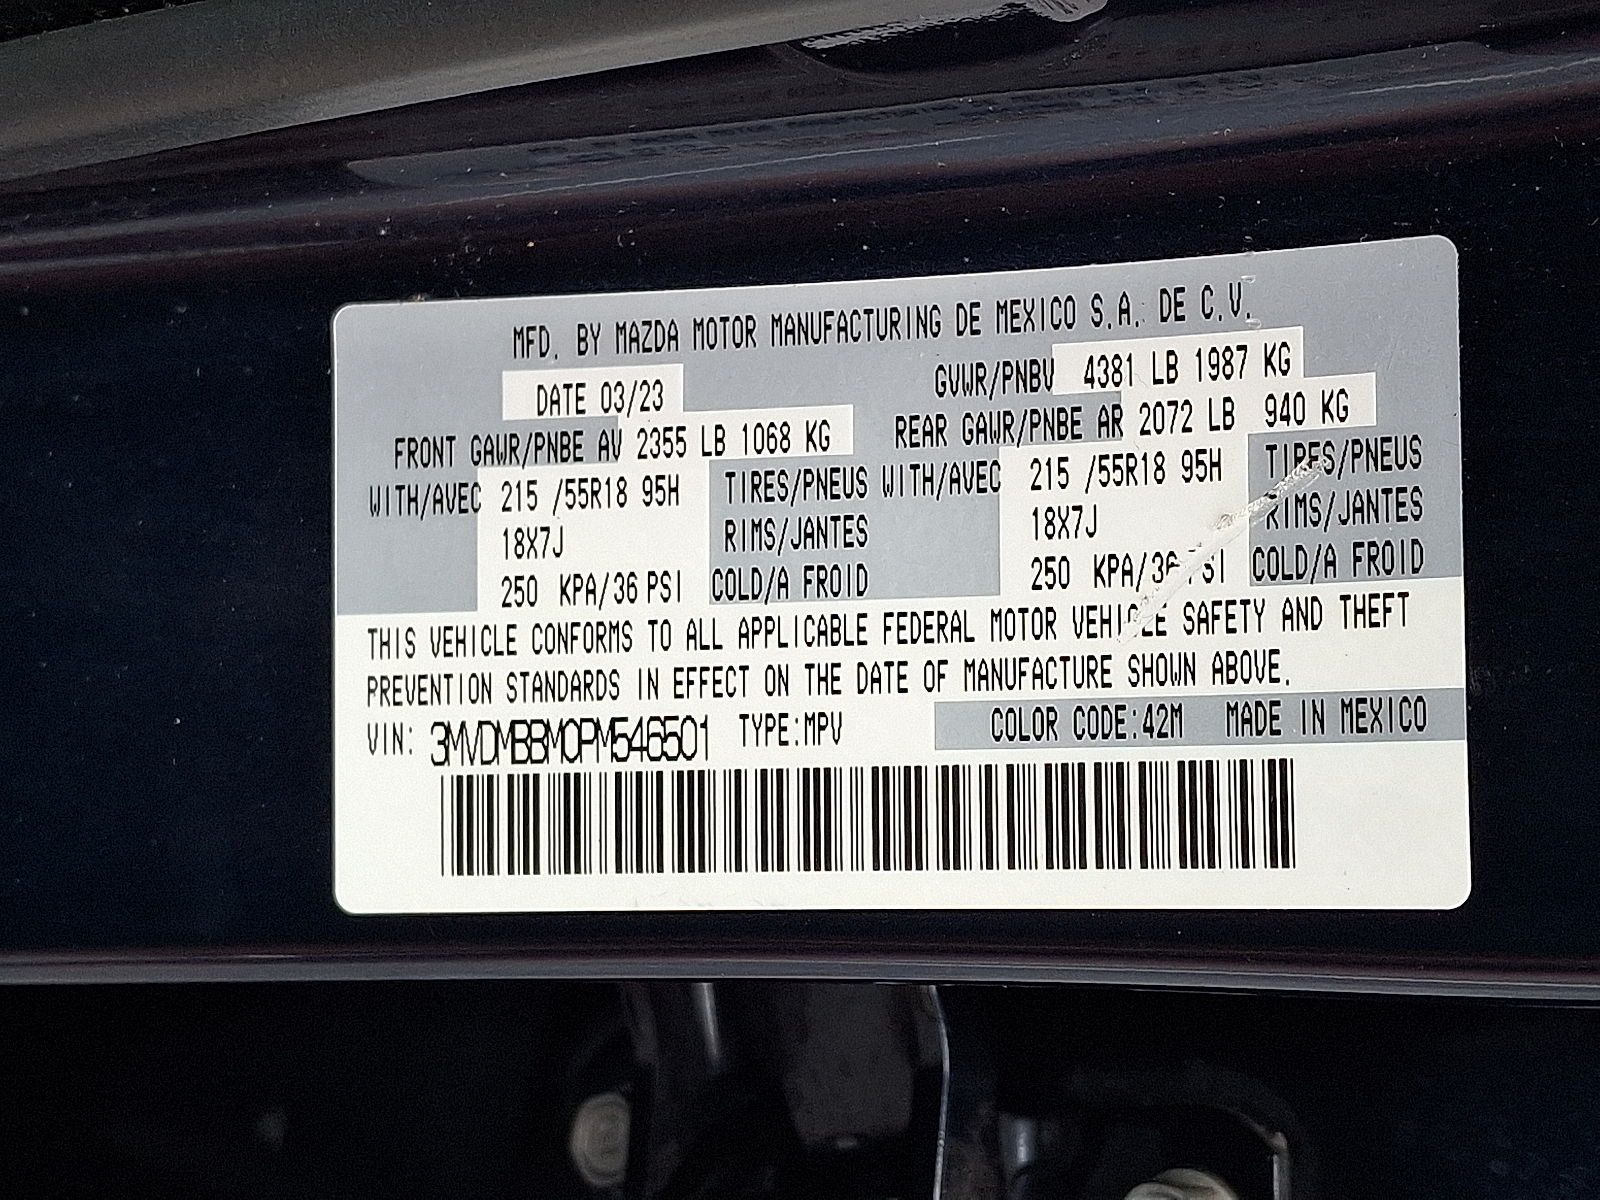 MFD. BY MAZDA MOTOR MANUFACTURING DE MEXICO S.A. DE C.V.
DATE 03/23 GVWR/PNBV 4381 LB 1987 KG
FRONT GAWR/PNBE AV 2355 LB 1068 KG REAR GAWR/PNBE AR 2072 LB 940 KG
WITH/AVEC 215 /55R18 95H TIRES/PNEUS WITH/AVEC 215 /55R18 95H TIRES/PNEUS
18X7J RIMS/JANTES 18X7J RIMS/JANTES
250 KPA/36 PSI COLD/A FROID 250 KPA/36 PSI COLD/A FROID
THIS VEHICLE CONFORMS TO ALL APPLICABLE FEDERAL MOTOR VEHICLE SAFETY AND THEFT
PREVENTION STANDARDS IN EFFECT ON THE DATE OF MANUFACTURE SHOWN ABOVE.
VIN: 3MVDMBBM0PM546501 TYPE:MPV COLOR CODE:42M MADE IN MEXICO